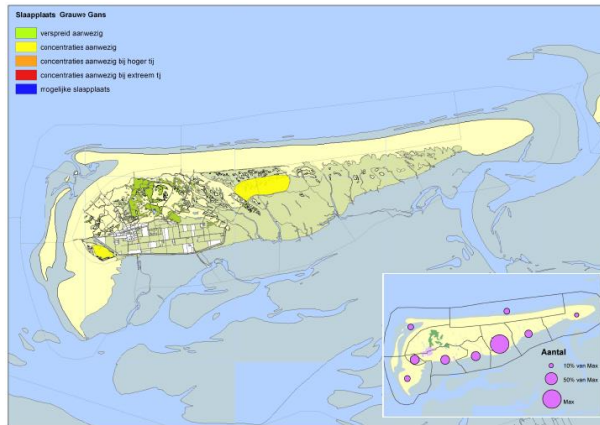 Slaapplaats Grauwe Gans
verspreid aanwezig
concentraties aanwezig
concentraties aanwezig bij hoger tij
concentraties aanwezig bij extreem tij
mogelijke slaapplaats
Aantal
10% van Max
50% van Max
Max